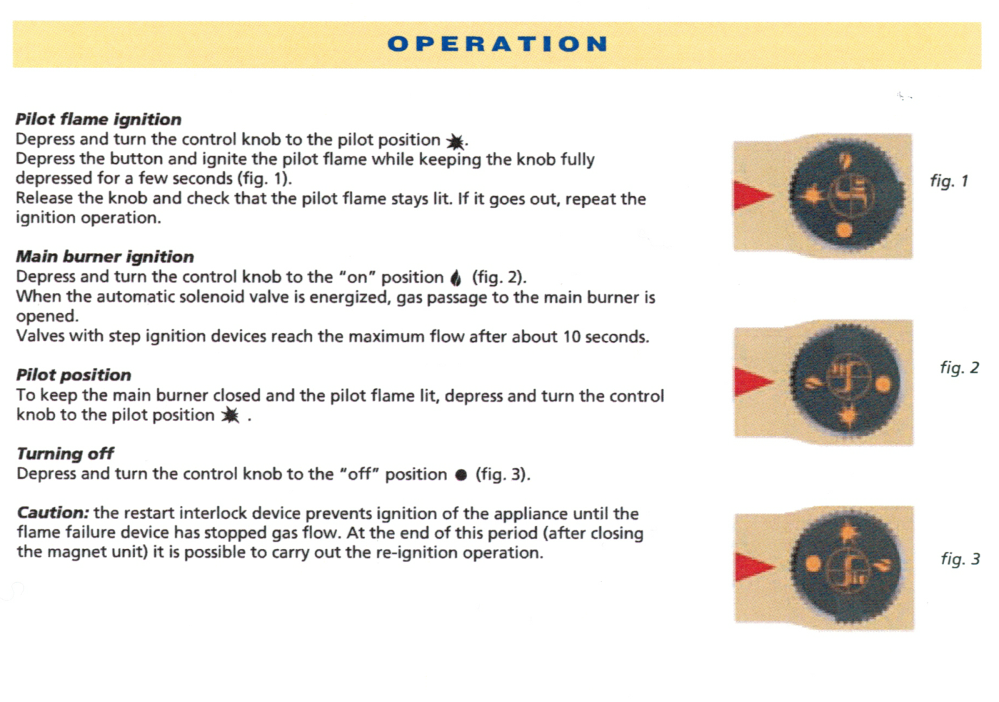 OPERATION
Pilot flame ignition
Depress and turn the control knob to the pilot position .
Depress the button and ignite the pilot flame while keeping the knob fully
depressed for a few seconds (fig. 1).
Release the knob and check that the pilot flame stays lit. If it goes out, repeat the
ignition operation.
Main burner ignition
Depress and turn the control knob to the "on" position (fig. 2).
When the automatic solenoid valve is energized, gas passage to the main burner is
opened.
Valves with step ignition devices reach the maximum flow after about 10 seconds.
Pilot position
To keep the main burner closed and the pilot flame lit, depress and turn the control
knob to the pilot position .
Turning off
Depress and turn the control knob to the "off" position ● (fig. 3).
Caution: the restart interlock device prevents ignition of the appliance until the
flame failure device has stopped gas flow. At the end of this period (after closing
the magnet unit) it is possible to carry out the re-ignition operation.
fig. 1
fig. 2
fig. 3